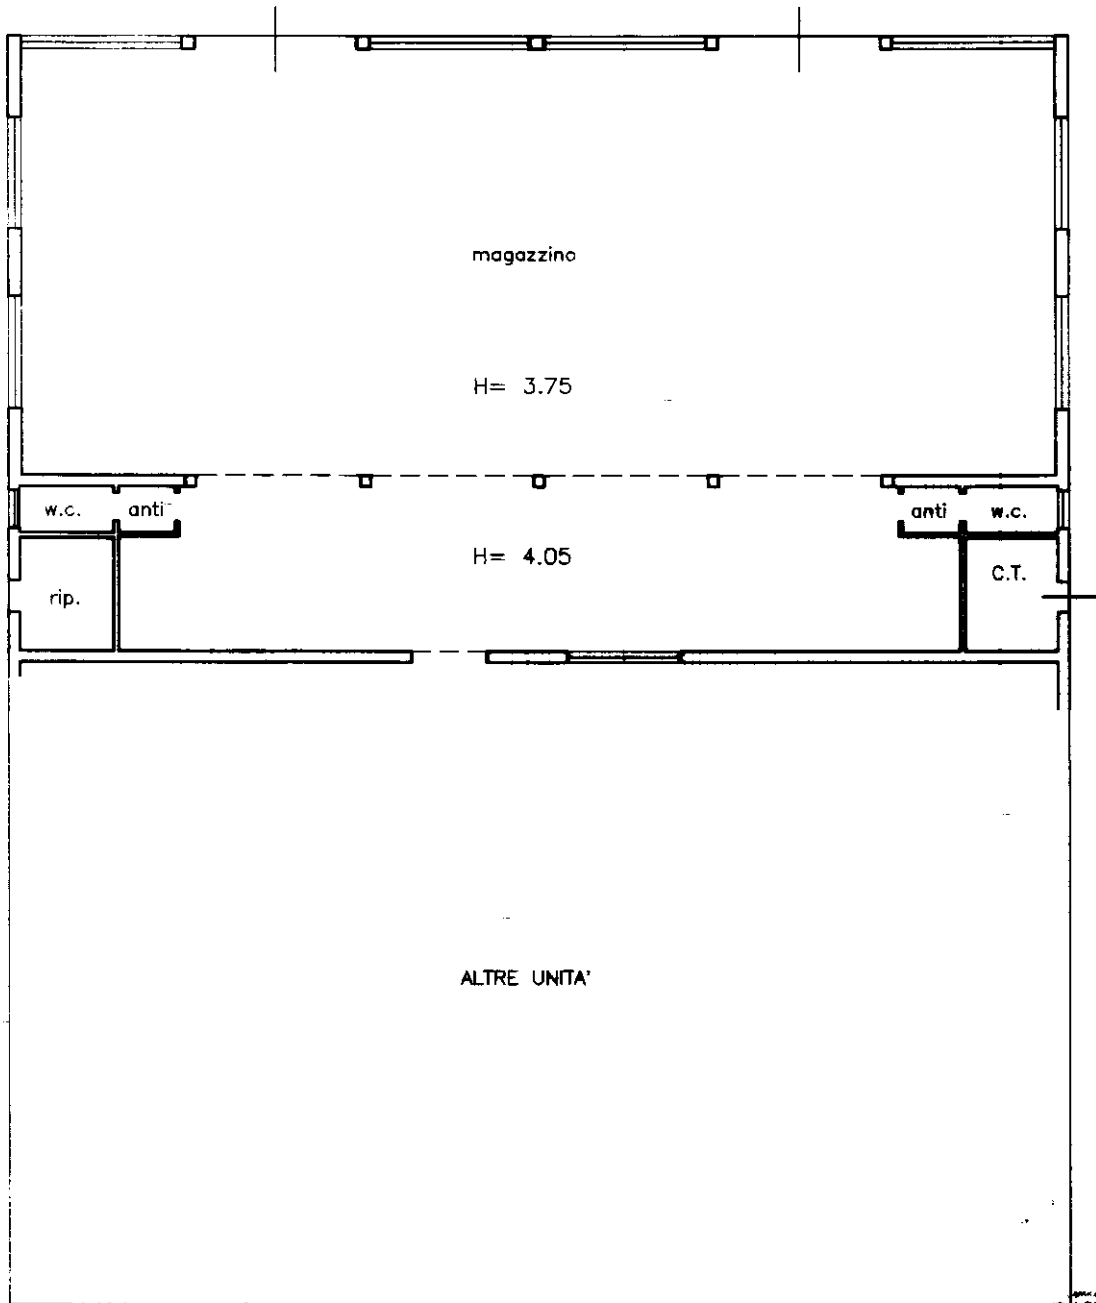 magazzino
H= 3.75
w.c.
anti
anti
w.c.
H= 4.05
C.T.
rip.
ALTRE UNITA'